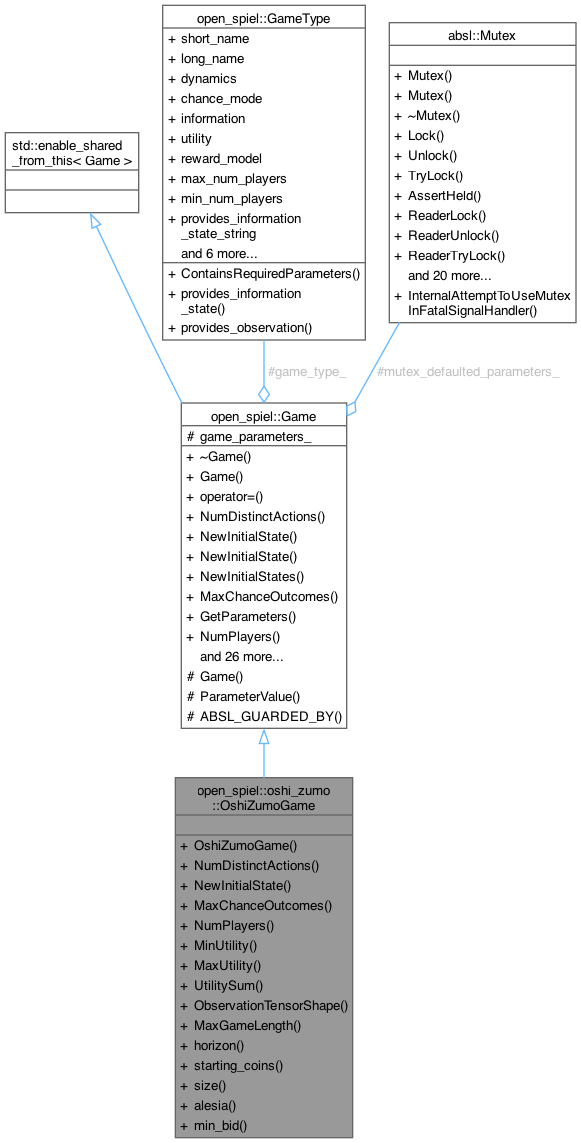 open_spiel::GameType
+ short_name
+ long_name
+ dynamics
+ chance_mode
+ information
+ utility
+ reward_model
+ max_num_players
+ min_num_players
+ provides_information
_state_string
and 6 more...
+ ContainsRequiredParameters()
+ provides_information
_state()
+ provides_observation()
absl::Mutex
+ Mutex()
+ Mutex()
+ ~Mutex()
+ Lock()
+ Unlock()
+ TryLock()
+ AssertHeld()
+ ReaderLock()
+ ReaderUnlock()
+ ReaderTryLock()
and 20 more...
+ InternalAttemptToUseMutex
InFatalSignalHandler()
std::enable_shared
_from_this< Game >
#game_type_
#mutex_defaulted_parameters_
open_spiel::Game
# game_parameters_
+ ~Game()
+ Game()
+ operator=()
+ NumDistinctActions()
+ NewInitialState()
+ NewInitialState()
+ NewInitialStates()
+ MaxChanceOutcomes()
+ GetParameters()
+ NumPlayers()
and 26 more...
# Game()
# ParameterValue()
# ABSL_GUARDED_BY()
open_spiel::oshi_zumo
::OshiZumoGame
+ OshiZumoGame()
+ NumDistinctActions()
+ NewInitialState()
+ MaxChanceOutcomes()
+ NumPlayers()
+ MinUtility()
+ MaxUtility()
+ UtilitySum()
+ ObservationTensorShape()
+ MaxGameLength()
+ horizon()
+ starting_coins()
+ size()
+ alesia()
+ min_bid()